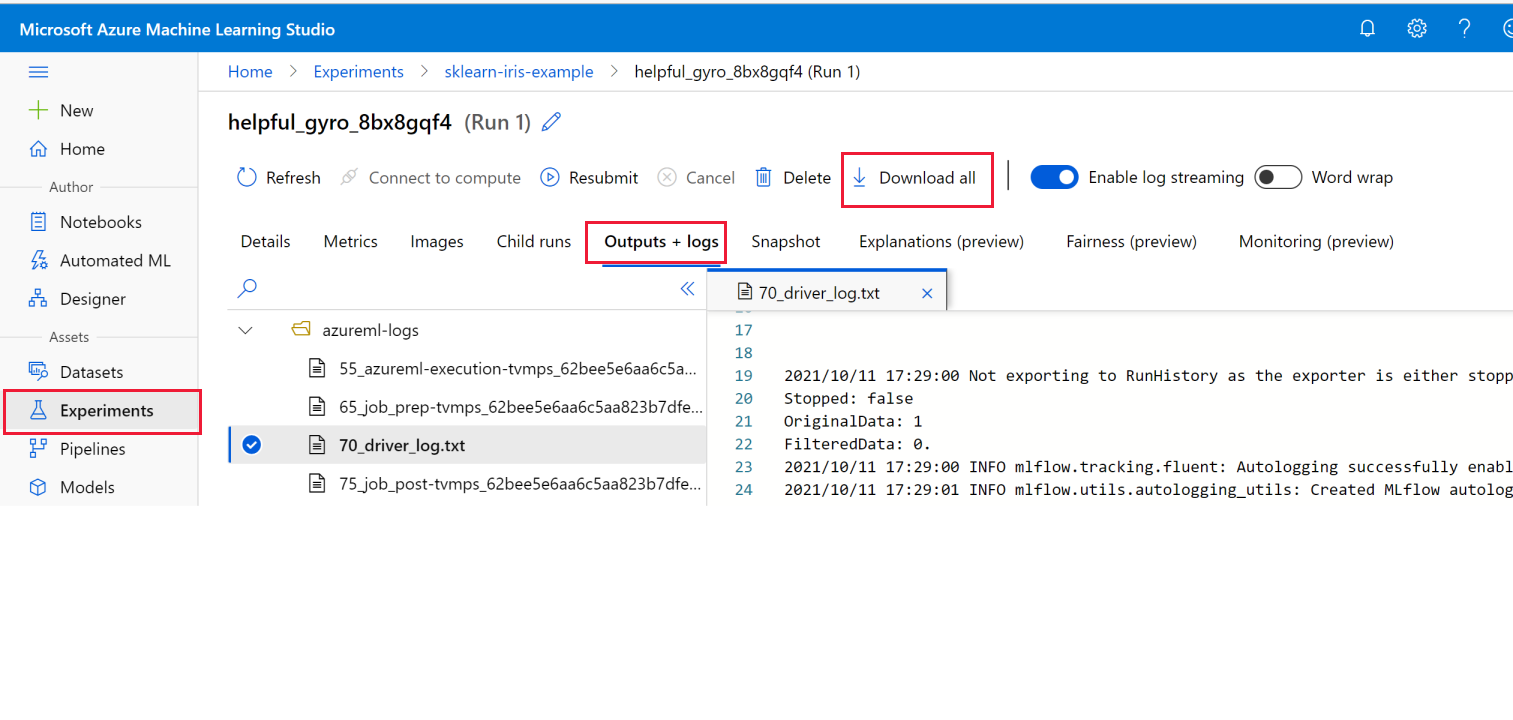 Microsoft Azure Machine Learning Studio
Home > Experiments > sklearn-iris-example > helpful_gyro_8bx8gqf4 (Run 1)
New
Home
Author
Notebooks
Automated ML
Designer
Assets
Datasets
Experiments
Pipelines
Models
helpful_gyro_8bx8gqf4 (Run 1)
Refresh Connect to compute Resubmit Cancel Delete Download all Enable log streaming Word wrap
Details Metrics Images Child runs Outputs + logs Snapshot Explanations (preview) Fairness (preview) Monitoring (preview)
azureml-logs
55_azureml-execution-tvmps_62bee5e6aa6c5a...
65_job_prep-tvmps_62bee5e6aa6c5aa823b7dfe...
70_driver_log.txt
75_job_post-tvmps_62bee5e6aa6c5aa823b7dfe...
70_driver_log.txt
17
18
19 2021/10/11 17:29:00 Not exporting to RunHistory as the exporter is either stopp
20 Stopped: false
21 OriginalData: 1
22 FilteredData: 0.
23 2021/10/11 17:29:00 INFO mlflow.tracking.fluent: Autologging successfully enabl
24 2021/10/11 17:29:01 INFO mlflow.utils.autologging_utils: Created MLflow autolog